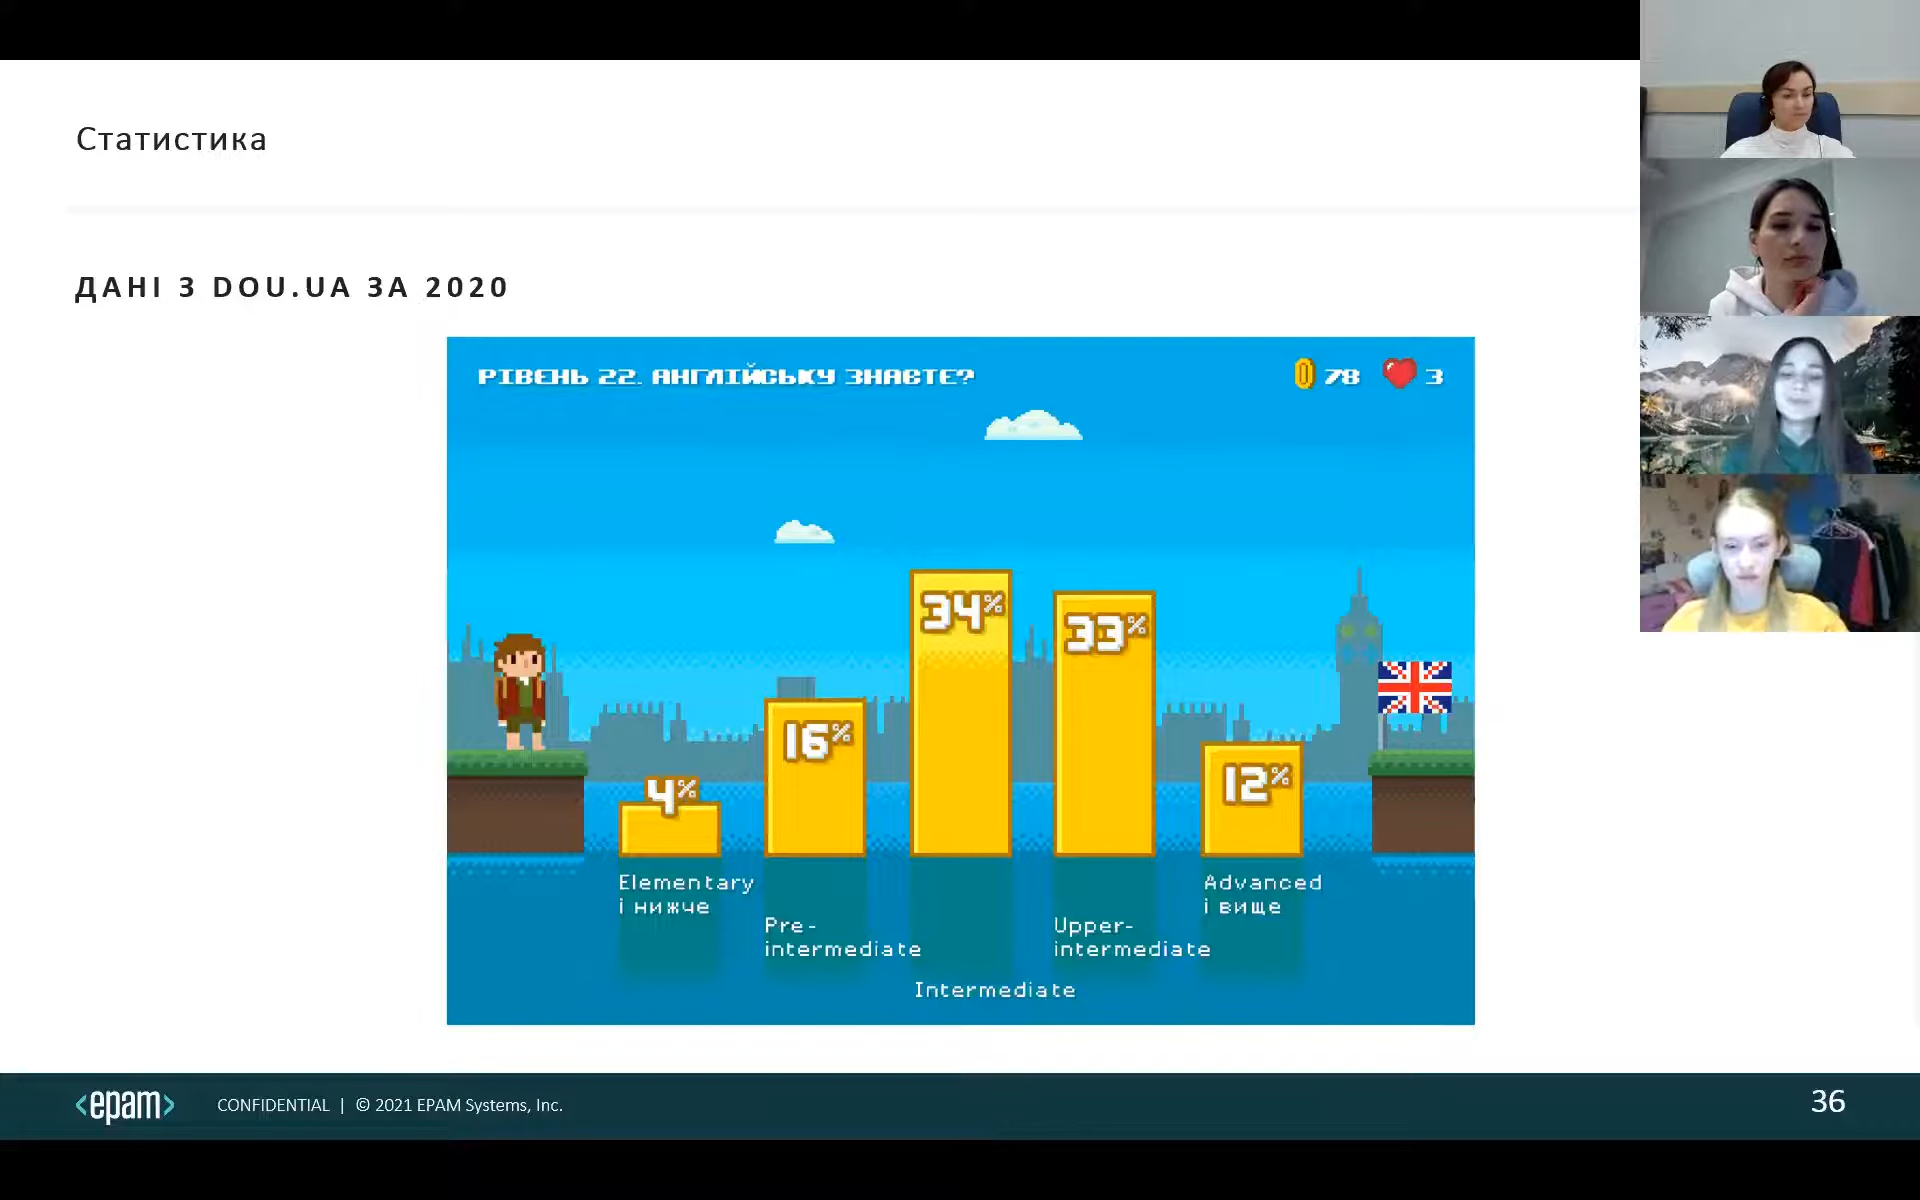 Статистика
ДАНІ З DOU.UA ЗА 2020
РІВЕНЬ 22. АНГЛІЙСЬКУ ЗНАЄТЕ?
78
3
34%
33%
16%
12%
4%
Elementary
і нижче
Pre-
intermediate
Intermediate
Upper-
intermediate
Advanced
і вище
<epam>
CONFIDENTIAL | © 2021 EPAM Systems, Inc.
36